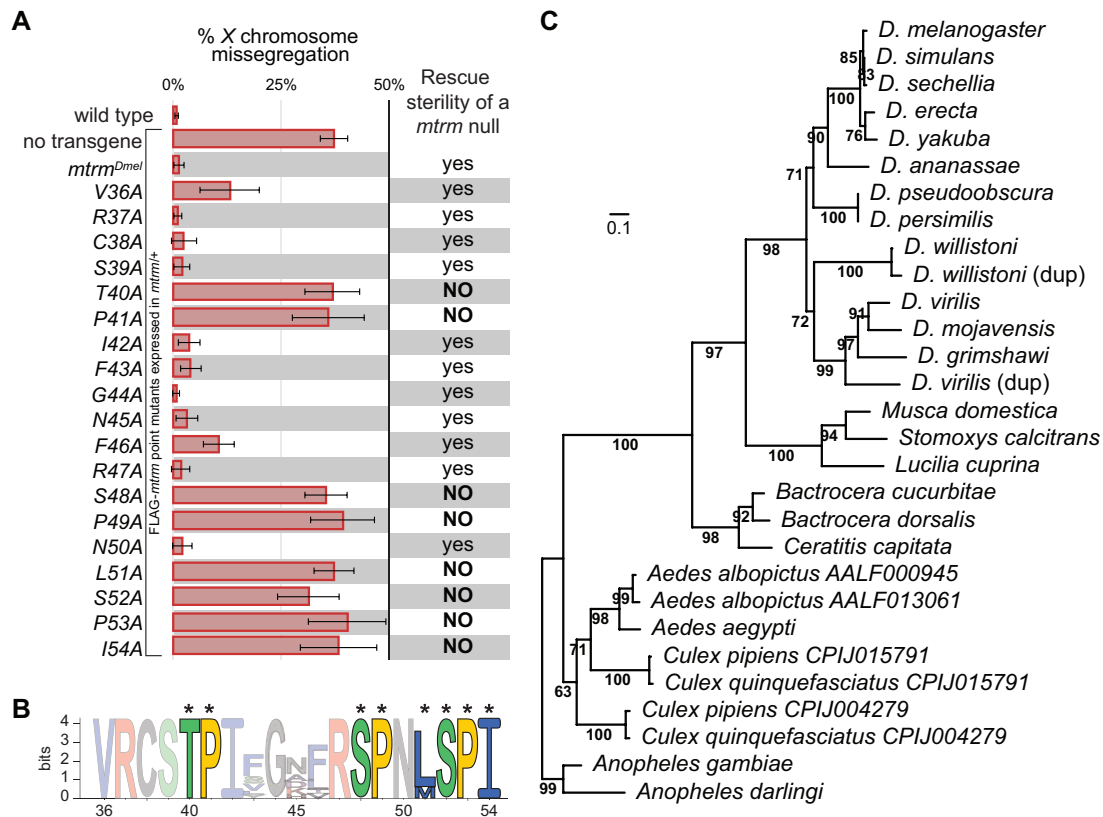 A
% X chromosome
missegregation
0% 25% 50%
Rescue
sterility of a
mtrm null
FLAG-mtrm point mutants expressed in mtrm/+
wild type
no transgene
mtrmDmel yes
V36A yes
R37A yes
C38A yes
S39A yes
T40A NO
P41A NO
I42A yes
F43A yes
G44A yes
N45A yes
F46A yes
R47A yes
S48A NO
P49A NO
N50A yes
L51A NO
S52A NO
P53A NO
I54A NO
B
bits
4
3
2
1
0
* * * * * * * *
VRCSTPIFGNFRSPNLSPI
36 40 45 50 54
C
0.1
D. melanogaster
D. simulans
D. sechellia
D. erecta
D. yakuba
D. ananassae
D. pseudoobscura
D. persimilis
D. willistoni
D. willistoni (dup)
D. virilis
D. mojavensis
D. grimshawi
D. virilis (dup)
Musca domestica
Stomoxys calcitrans
Lucilia cuprina
Bactrocera cucurbitae
Bactrocera dorsalis
Ceratitis capitata
Aedes albopictus AALF000945
Aedes albopictus AALF013061
Aedes aegypti
Culex pipiens CPIJ015791
Culex quinquefasciatus CPIJ015791
Culex pipiens CPIJ004279
Culex quinquefasciatus CPIJ004279
Anopheles gambiae
Anopheles darlingi
85
83
100
76
90
71
100
98
100
72
91
97
99
97
94
100
100
92
98
99
98
71
100
63
100
99